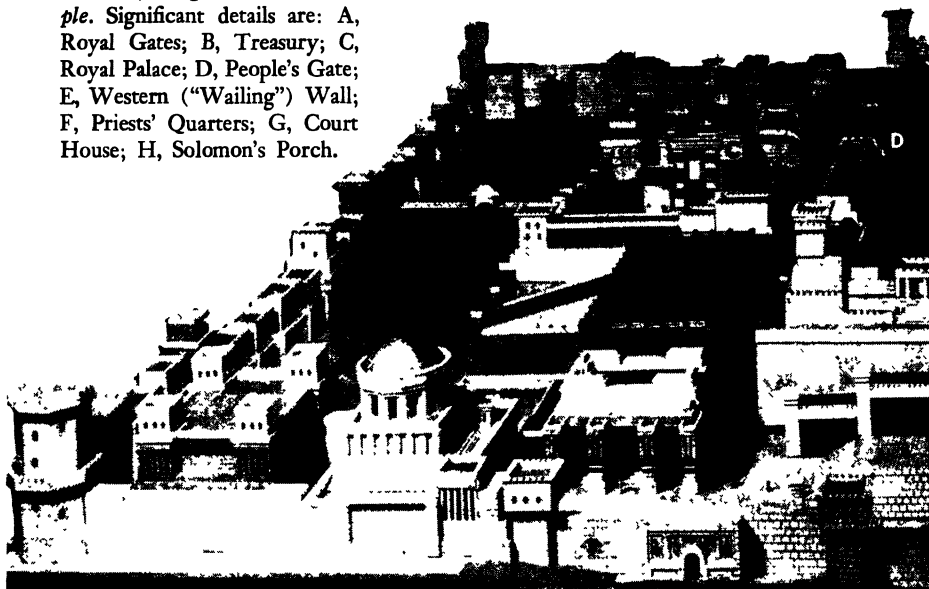 ple. Significant details are: A,
Royal Gates; B, Treasury; C,
Royal Palace; D, People's Gate;
E, Western ("Wailing") Wall;
F, Priests' Quarters; G, Court
House; H, Solomon's Porch.
D